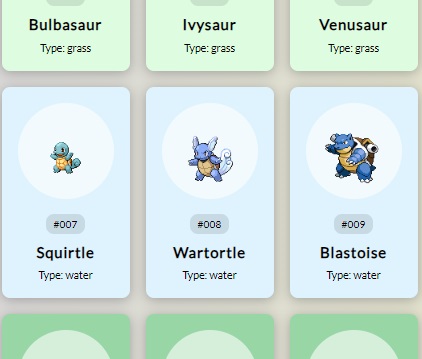 Bulbasaur
Ivysaur
Venusaur
Type: grass
Type: grass
Type: grass
#007
#008
#009
Squirtle
Wartortle
Blastoise
Type: water
Type: water
Type: water